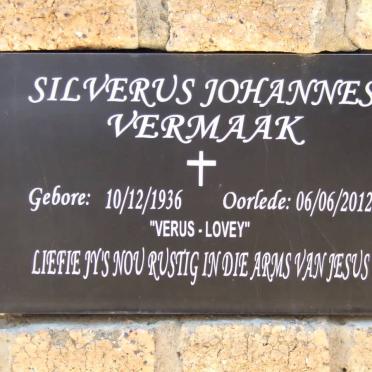 SILVERUS JOHANNES
VERMAAK
Gebore: 10/12/1936 Oorlede: 06/06/2012
"VERUS - LOVEY"
LIEFIE JY'S NOU RUSTIG IN DIE ARMS VAN JESUS